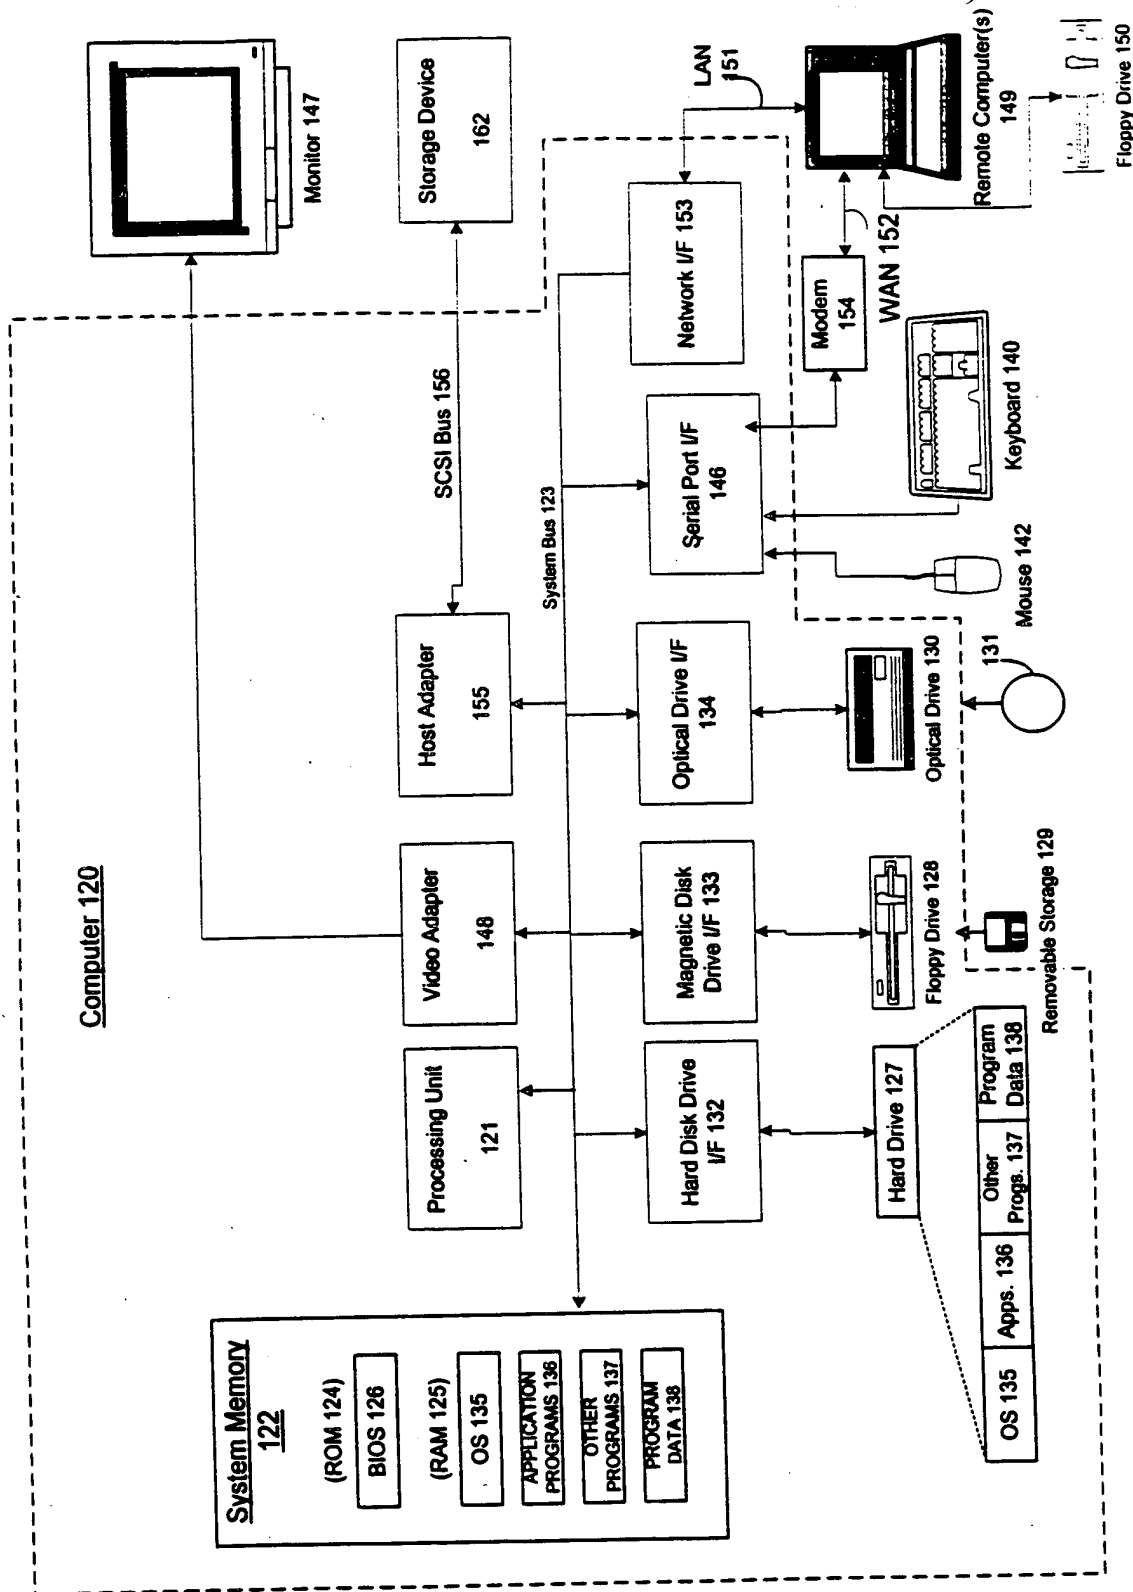 Computer 120
Monitor 147
Storage Device
162
SCSI Bus 156
System Memory
122
(ROM 124)
BIOS 126
(RAM 125)
OS 135
APPLICATION
PROGRAMS 136
OTHER
PROGRAMS 137
PROGRAM
DATA 138
Processing Unit
121
Video Adapter
148
Host Adapter
155
System Bus 123
Hard Disk Drive
I/F 132
Magnetic Disk
Drive I/F 133
Optical Drive I/F
134
Serial Port I/F
146
Network I/F 153
LAN
151
Modem
154
WAN 152
Remote Computer(s)
149
Floppy Drive 150
Hard Drive 127
Floppy Drive 128
Optical Drive 130
Mouse 142
Keyboard 140
131
Removable Storage 129
OS 135
Apps. 136
Other
Progs. 137
Program
Data 138